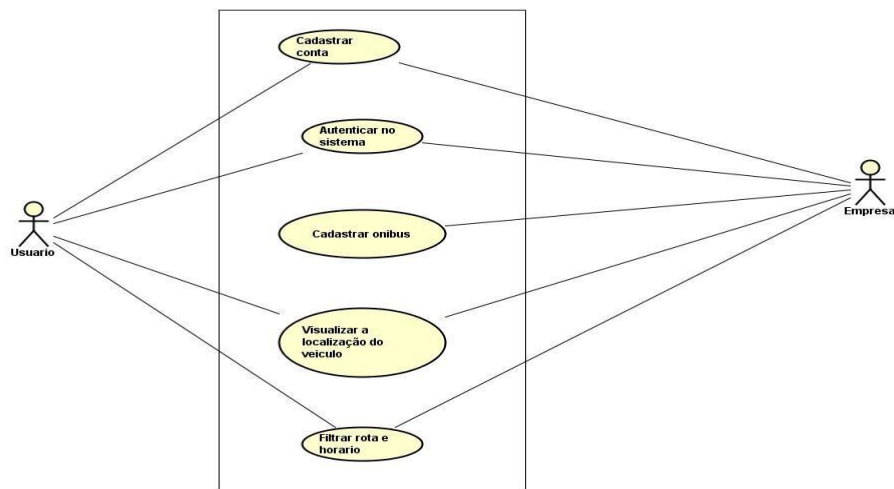 Cadastrar
conta
Autenticar no
sistema
Cadastrar onibus
Usuario
Empresa
Visualizar a
localização do
veiculo
Filtrar rota e
horario